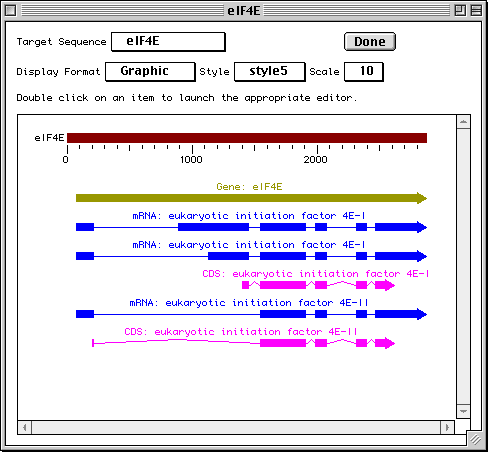 eIF4E
Target Sequence eIF4E Done
Display Format Graphic Style style5 Scale 10
Double click on an item to launch the appropriate editor.
eIF4E
0 1000 2000
Gene: eIF4E
mRNA: eukaryotic initiation factor 4E-I
mRNA: eukaryotic initiation factor 4E-I
CDS: eukaryotic initiation factor 4E-I
mRNA: eukaryotic initiation factor 4E-II
CDS: eukaryotic initiation factor 4E-II